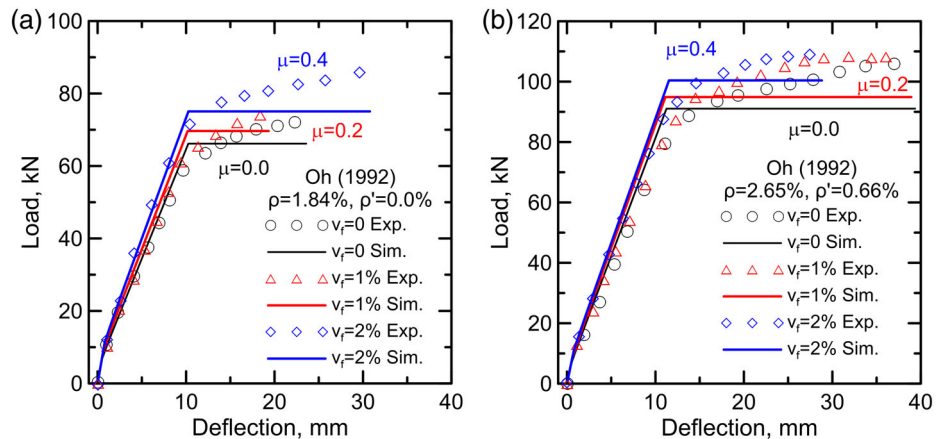 (a)
100
80
60
40
20
0
Load, kN
0 10 20 30 40
Deflection, mm
μ=0.4
μ=0.2
μ=0.0
Oh (1992)
ρ=1.84%, ρ'=0.0%
vf=0 Exp.
vf=0 Sim.
vf=1% Exp.
vf=1% Sim.
vf=2% Exp.
vf=2% Sim.
(b)
120
100
80
60
40
20
0
Load, kN
0 10 20 30 40
Deflection, mm
μ=0.4
μ=0.2
μ=0.0
Oh (1992)
ρ=2.65%, ρ'=0.66%
vf=0 Exp.
vf=0 Sim.
vf=1% Exp.
vf=1% Sim.
vf=2% Exp.
vf=2% Sim.